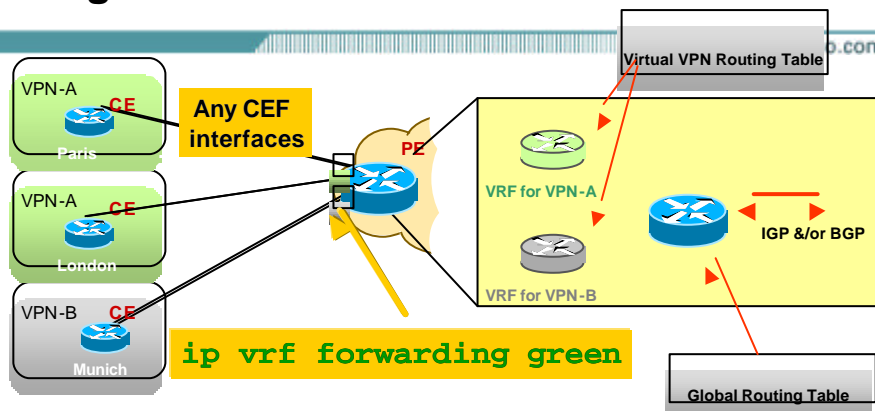 g
o.com
Virtual VPN Routing Table
VPN-A
CE
Paris
Any CEF
interfaces
PE
VPN-A
CE
London
VRF for VPN-A
IGP &/or BGP
VRF for VPN-B
VPN-B
CE
Munich
ip vrf forwarding green
Global Routing Table